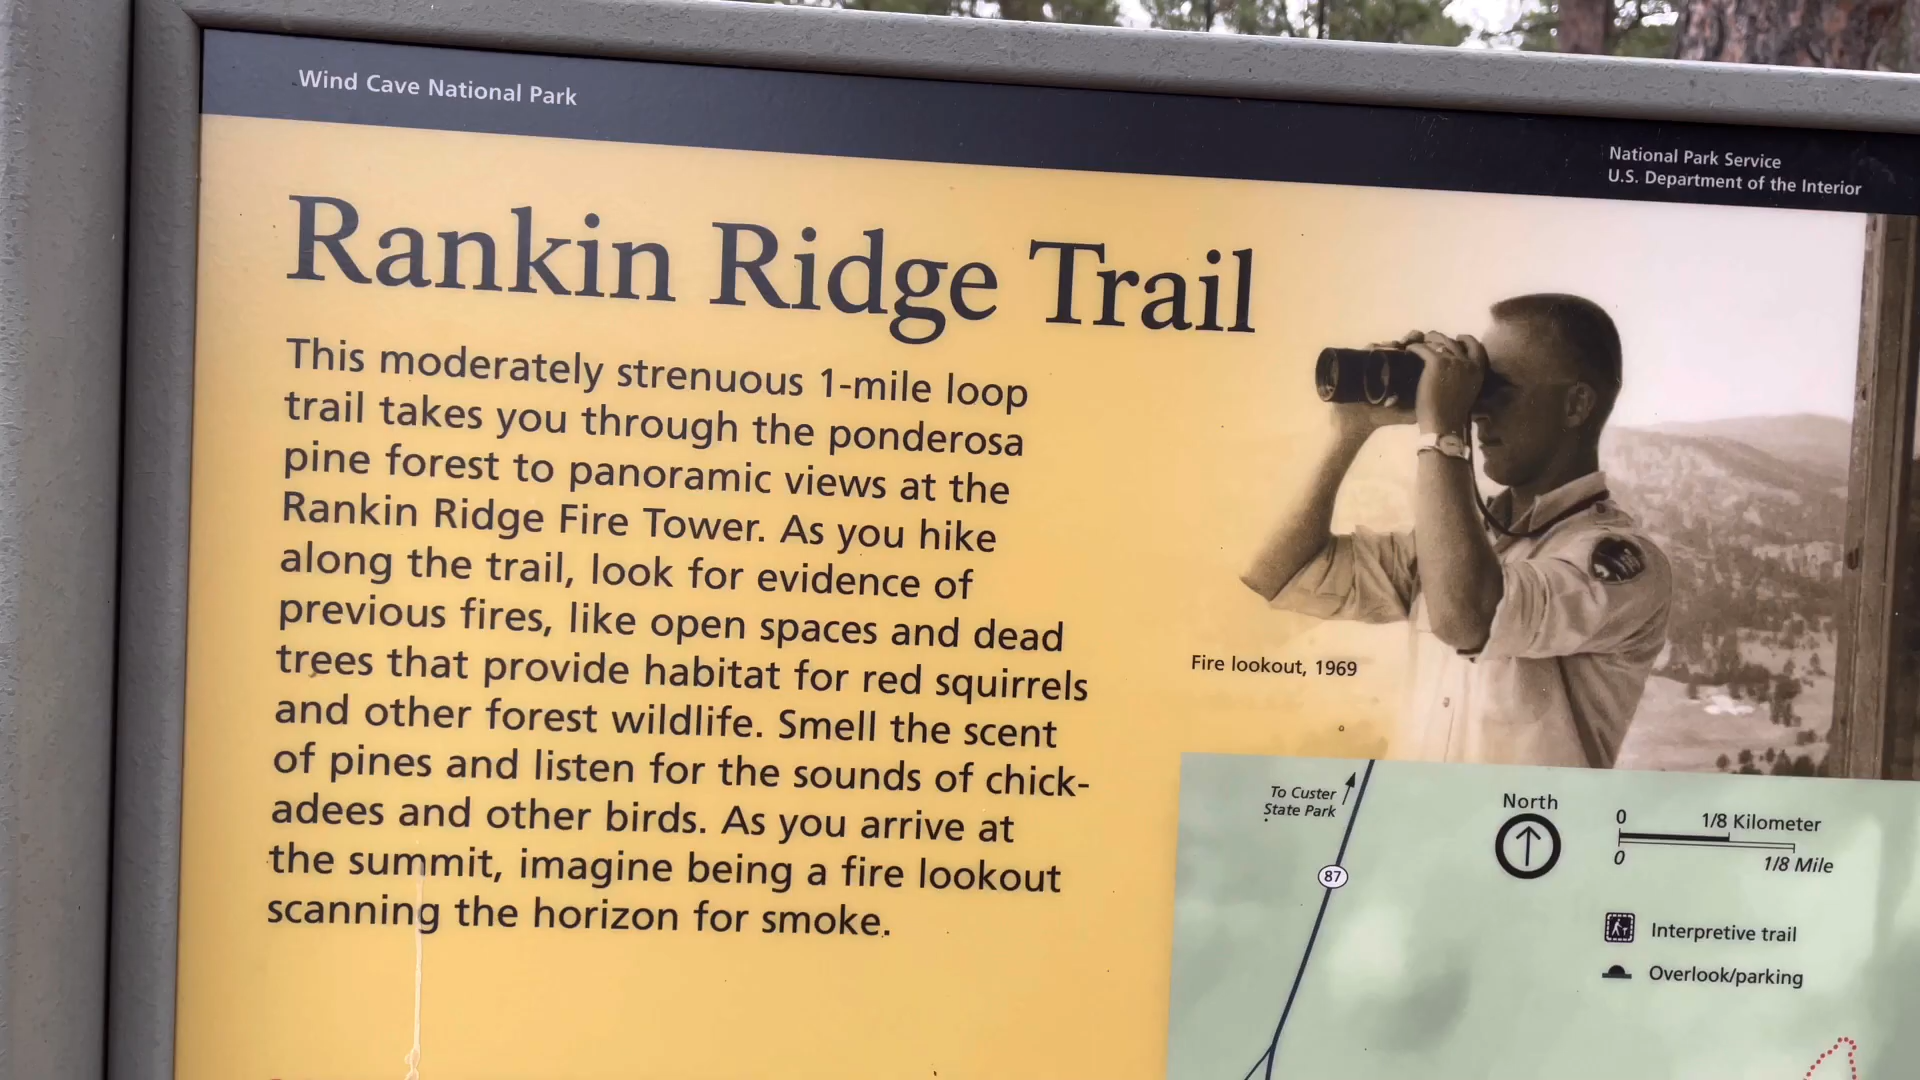 Wind Cave National Park
National Park Service
U.S. Department of the Interior
Rankin Ridge Trail
This moderately strenuous 1-mile loop
trail takes you through the ponderosa
pine forest to panoramic views at the
Rankin Ridge Fire Tower. As you hike
along the trail, look for evidence of
previous fires, like open spaces and dead
trees that provide habitat for red squirrels
and other forest wildlife. Smell the scent
of pines and listen for the sounds of chick-
adees and other birds. As you arrive at
the summit, imagine being a fire lookout
scanning the horizon for smoke.
Fire lookout, 1969
To Custer
State Park
87
North
0 1/8 Kilometer
0 1/8 Mile
Interpretive trail
Overlook/parking